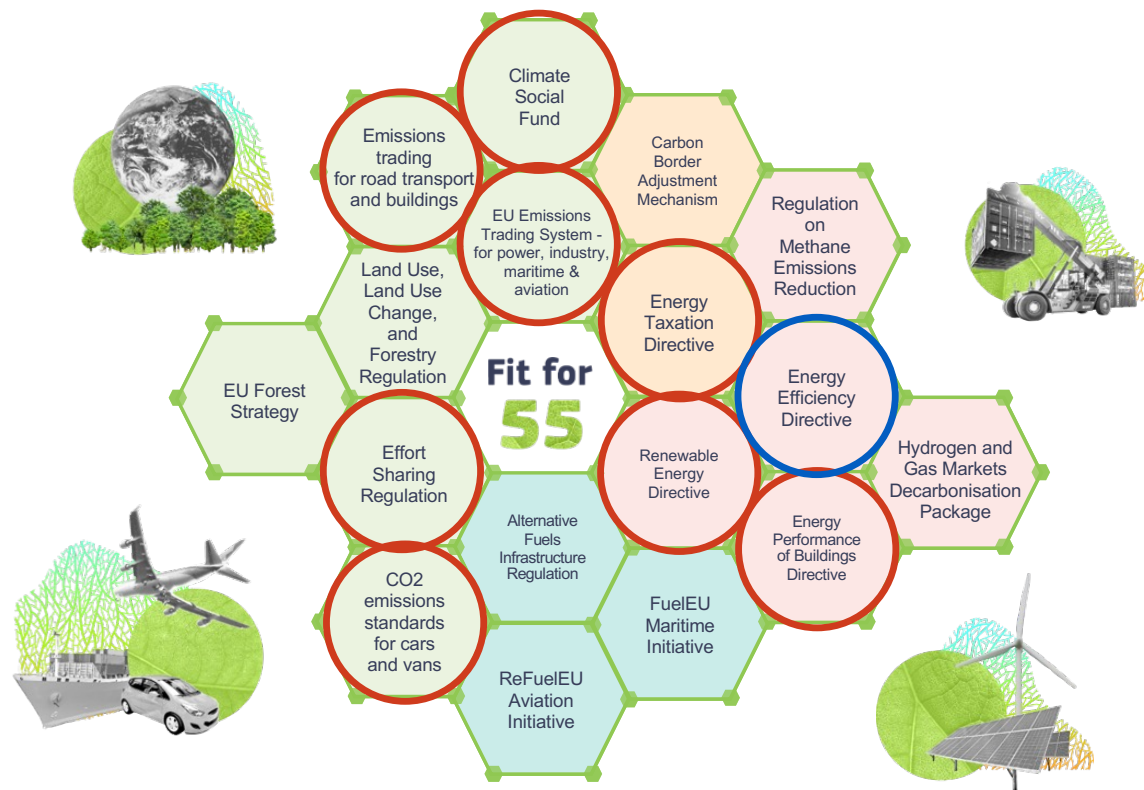 Climate
Social
Fund
Emissions
trading
for road transport
and buildings
Carbon
Border
Adjustment
Mechanism
EU Emissions
Trading System -
for power, industry,
maritime &
aviation
Regulation
on
Methane
Emissions
Reduction
Land Use,
Land Use
Change,
and
Forestry
Regulation
Energy
Taxation
Directive
Fit for
55
Energy
Efficiency
Directive
EU Forest
Strategy
Effort
Sharing
Regulation
Renewable
Energy
Directive
Hydrogen and
Gas Markets
Decarbonisation
Package
Alternative
Fuels
Infrastructure
Regulation
Energy
Performance
of Buildings
Directive
CO2
emissions
standards
for cars
and vans
FuelEU
Maritime
Initiative
ReFuelEU
Aviation
Initiative